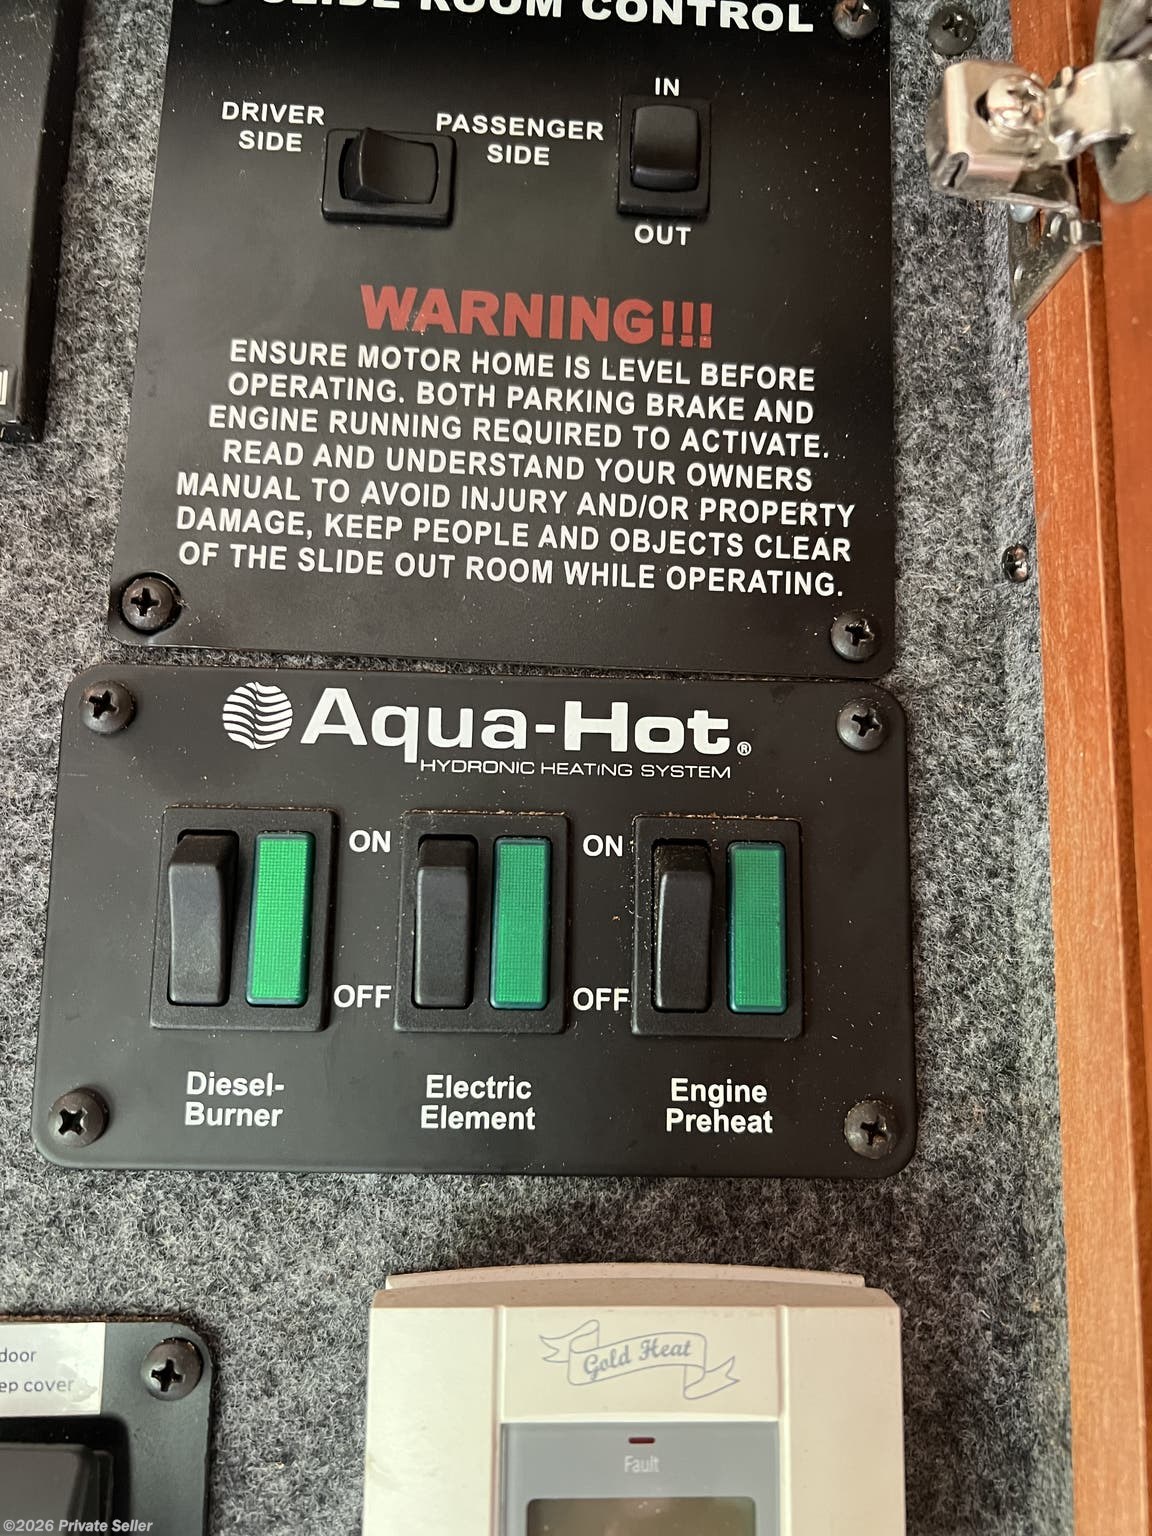 SLIDE ROOM CONTROL
IN
DRIVER
SIDE
PASSENGER
SIDE
OUT
WARNING!!!
ENSURE MOTOR HOME IS LEVEL BEFORE
OPERATING. BOTH PARKING BRAKE AND
ENGINE RUNNING REQUIRED TO ACTIVATE.
READ AND UNDERSTAND YOUR OWNERS
MANUAL TO AVOID INJURY AND/OR PROPERTY
DAMAGE, KEEP PEOPLE AND OBJECTS CLEAR
OF THE SLIDE OUT ROOM WHILE OPERATING.
Aqua-Hot®
HYDRONIC HEATING SYSTEM
ON ON
OFF OFF
Diesel-
Burner
Electric
Element
Engine
Preheat
Gold Heat
door
cover
Fault
©2026 Private Seller